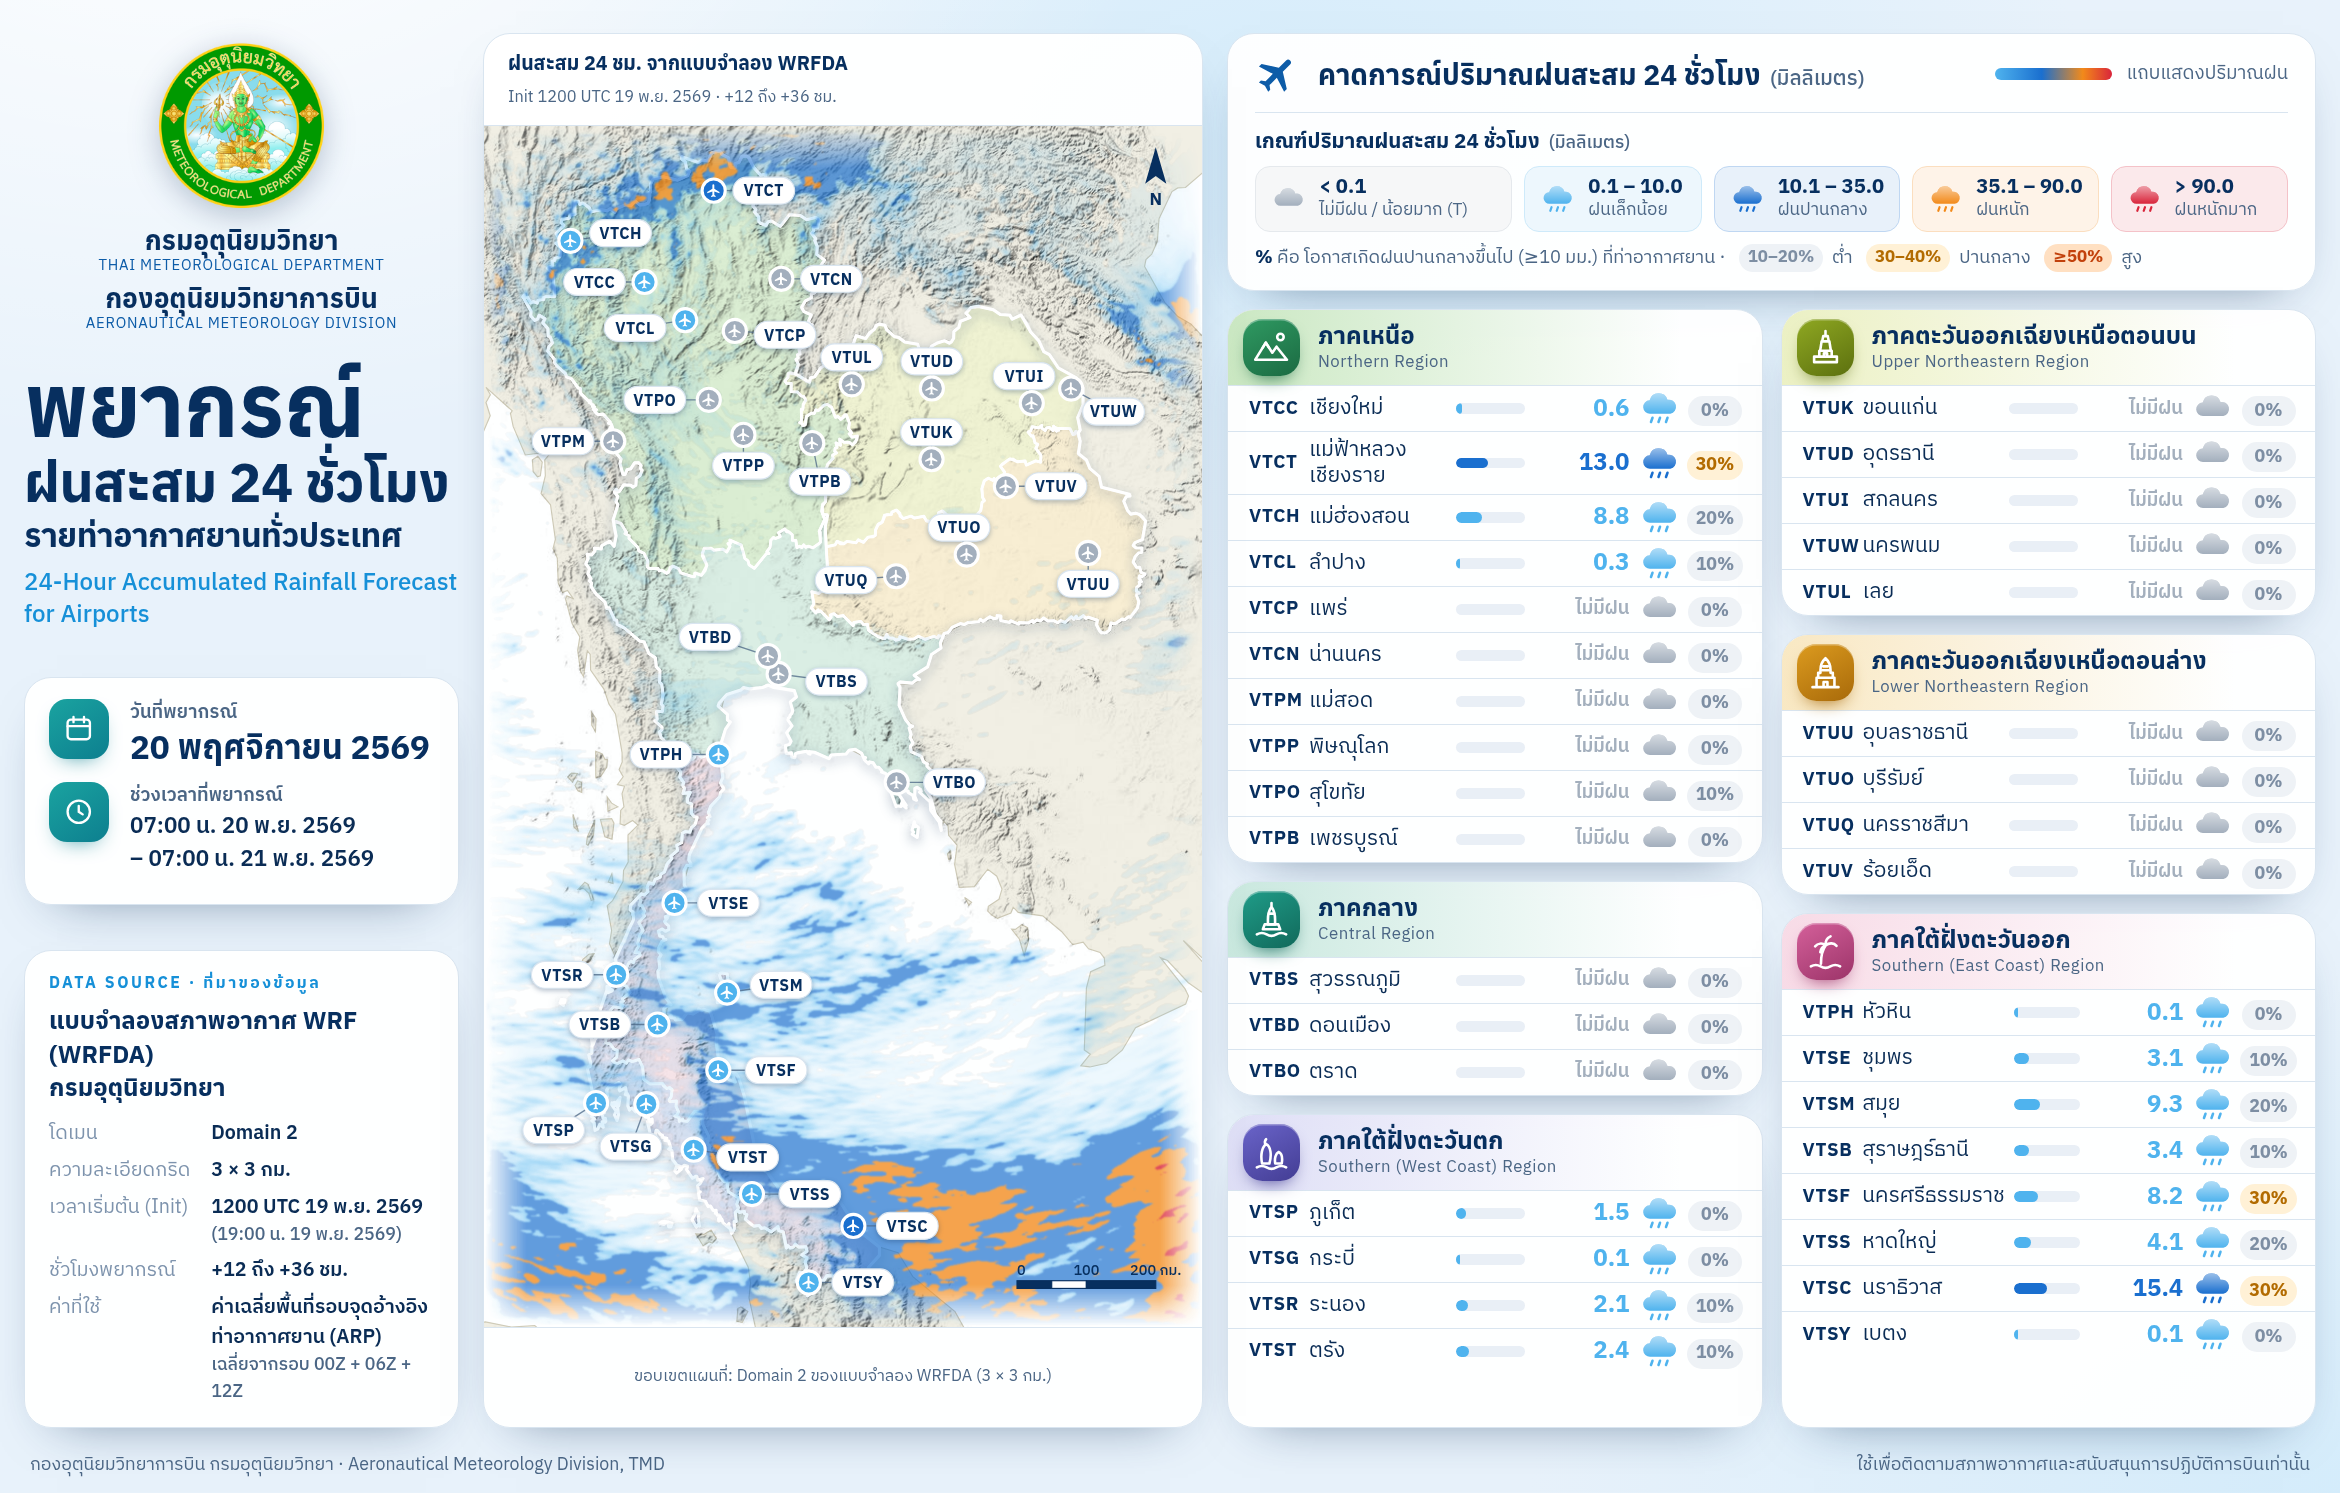 กรมอุตุนิยมวิทยา
METEOROLOGICAL DEPARTMENT
กรมอุตุนิยมวิทยา
THAI METEOROLOGICAL DEPARTMENT
กองอุตุนิยมวิทยาการบิน
AERONAUTICAL METEOROLOGY DIVISION
พยากรณ์
ฝนสะสม 24 ชั่วโมง
รายท่าอากาศยานทั่วประเทศ
24-Hour Accumulated Rainfall Forecast
for Airports
วันที่พยากรณ์
20 พฤศจิกายน 2569
ช่วงเวลาที่พยากรณ์
07:00 น. 20 พ.ย. 2569
– 07:00 น. 21 พ.ย. 2569
DATA SOURCE · ที่มาของข้อมูล
แบบจำลองสภาพอากาศ WRF
(WRFDA)
กรมอุตุนิยมวิทยา
โดเมน Domain 2
ความละเอียดกริด 3 × 3 กม.
เวลาเริ่มต้น (Init) 1200 UTC 19 พ.ย. 2569
(19:00 น. 19 พ.ย. 2569)
ชั่วโมงพยากรณ์ +12 ถึง +36 ชม.
ค่าที่ใช้ ค่าเฉลี่ยพื้นที่รอบจุดอ้างอิง
ท่าอากาศยาน (ARP)
เฉลี่ยจากรอบ 00Z + 06Z +
12Z
ฝนสะสม 24 ชม. จากแบบจำลอง WRFDA
Init 1200 UTC 19 พ.ย. 2569 · +12 ถึง +36 ชม.
N
VTCT
VTCH
VTCC
VTCN
VTCL
VTCP
VTUL
VTUD
VTUI
VTUW
VTPO
VTPM
VTUK
VTPP
VTPB
VTUV
VTUO
VTUQ
VTUU
VTBD
VTBS
VTPH
VTBO
VTSE
VTSR
VTSM
VTSB
VTSF
VTSP
VTSG
VTST
VTSS
VTSC
VTSY
0 100 200 กม.
ขอบเขตแผนที่: Domain 2 ของแบบจำลอง WRFDA (3 × 3 กม.)
คาดการณ์ปริมาณฝนสะสม 24 ชั่วโมง (มิลลิเมตร)
แถบแสดงปริมาณฝน
เกณฑ์ปริมาณฝนสะสม 24 ชั่วโมง (มิลลิเมตร)
< 0.1
ไม่มีฝน / น้อยมาก (T)
0.1 – 10.0
ฝนเล็กน้อย
10.1 – 35.0
ฝนปานกลาง
35.1 – 90.0
ฝนหนัก
> 90.0
ฝนหนักมาก
% คือ โอกาสเกิดฝนปานกลางขึ้นไป (≥10 มม.) ที่ท่าอากาศยาน · 10–20% ต่ำ 30–40% ปานกลาง ≥50% สูง
ภาคเหนือ
Northern Region
VTCC เชียงใหม่ 0.6 0%
VTCT แม่ฟ้าหลวง เชียงราย 13.0 30%
VTCH แม่ฮ่องสอน 8.8 20%
VTCL ลำปาง 0.3 10%
VTCP แพร่ ไม่มีฝน 0%
VTCN น่านนคร ไม่มีฝน 0%
VTPM แม่สอด ไม่มีฝน 0%
VTPP พิษณุโลก ไม่มีฝน 0%
VTPO สุโขทัย ไม่มีฝน 10%
VTPB เพชรบูรณ์ ไม่มีฝน 0%
ภาคกลาง
Central Region
VTBS สุวรรณภูมิ ไม่มีฝน 0%
VTBD ดอนเมือง ไม่มีฝน 0%
VTBO ตราด ไม่มีฝน 0%
ภาคใต้ฝั่งตะวันตก
Southern (West Coast) Region
VTSP ภูเก็ต 1.5 0%
VTSG กระบี่ 0.1 0%
VTSR ระนอง 2.1 10%
VTST ตรัง 2.4 10%
ภาคตะวันออกเฉียงเหนือตอนบน
Upper Northeastern Region
VTUK ขอนแก่น ไม่มีฝน 0%
VTUD อุดรธานี ไม่มีฝน 0%
VTUI สกลนคร ไม่มีฝน 0%
VTUW นครพนม ไม่มีฝน 0%
VTUL เลย ไม่มีฝน 0%
ภาคตะวันออกเฉียงเหนือตอนล่าง
Lower Northeastern Region
VTUU อุบลราชธานี ไม่มีฝน 0%
VTUO บุรีรัมย์ ไม่มีฝน 0%
VTUQ นครราชสีมา ไม่มีฝน 0%
VTUV ร้อยเอ็ด ไม่มีฝน 0%
ภาคใต้ฝั่งตะวันออก
Southern (East Coast) Region
VTPH หัวหิน 0.1 0%
VTSE ชุมพร 3.1 10%
VTSM สมุย 9.3 20%
VTSB สุราษฎร์ธานี 3.4 10%
VTSF นครศรีธรรมราช 8.2 30%
VTSS หาดใหญ่ 4.1 20%
VTSC นราธิวาส 15.4 30%
VTSY เบตง 0.1 0%
กองอุตุนิยมวิทยาการบิน กรมอุตุนิยมวิทยา · Aeronautical Meteorology Division, TMD
ใช้เพื่อติดตามสภาพอากาศและสนับสนุนการปฏิบัติการบินเท่านั้น